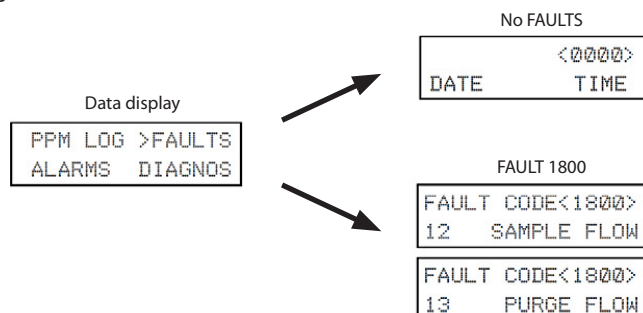 No FAULTS
<0000>
DATE TIME
Data display
PPM LOG >FAULTS
ALARMS DIAGNOS
FAULT 1800
FAULT CODE<1800>
12 SAMPLE FLOW
FAULT CODE<1800>
13 PURGE FLOW